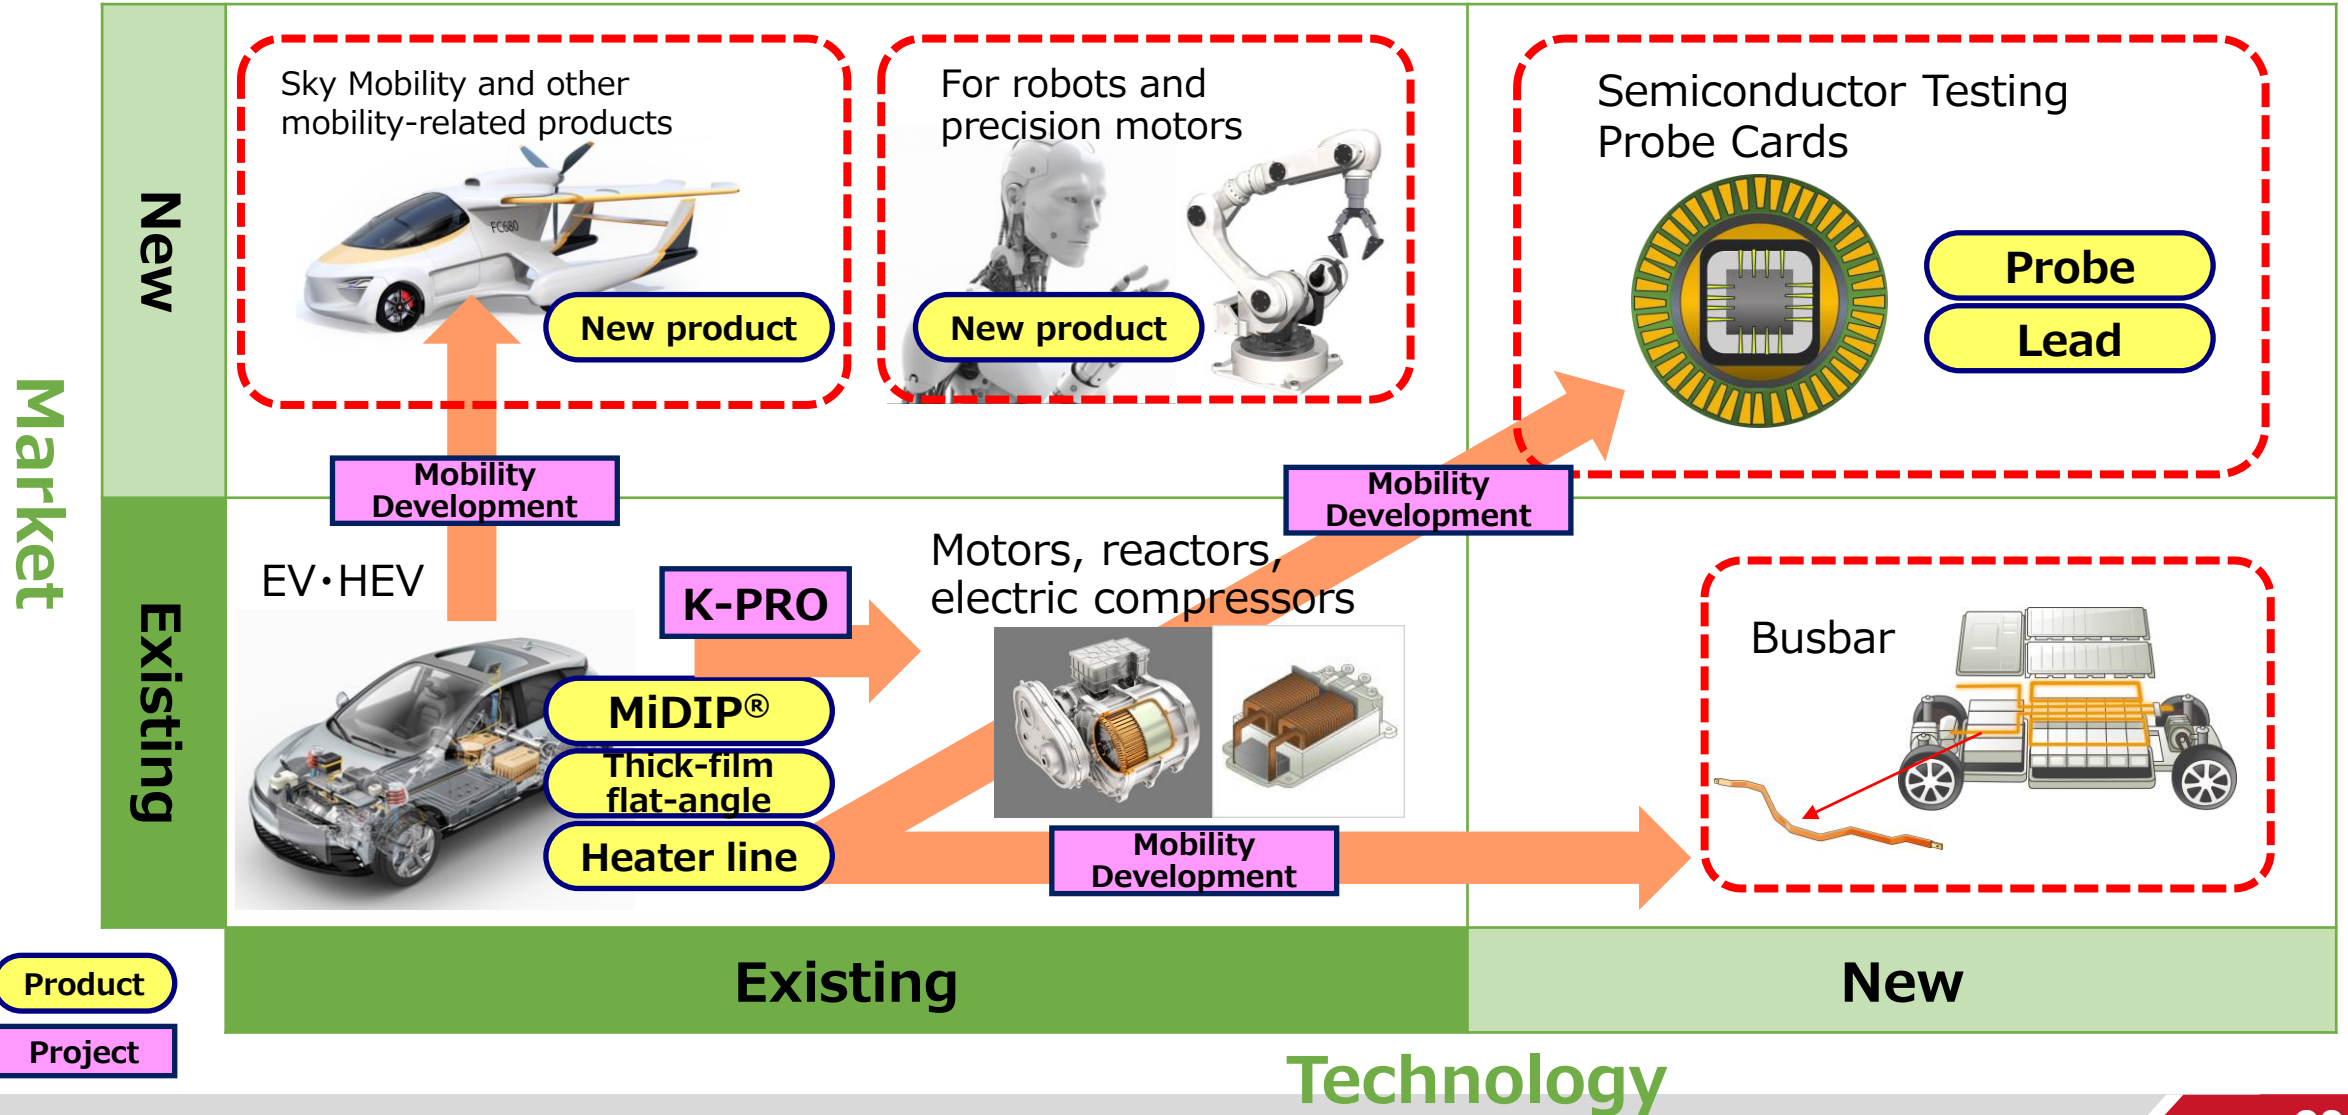 Market
New
Existing
Sky Mobility and other
mobility-related products
FC680
New product
For robots and
precision motors
New product
Semiconductor Testing
Probe Cards
Probe
Lead
Mobility
Development
Mobility
Development
EV・HEV
K-PRO
MiDIP®
Thick-film
flat-angle
Heater line
Motors, reactors,
electric compressors
Mobility
Development
Busbar
Existing
New
Technology
Product
Project